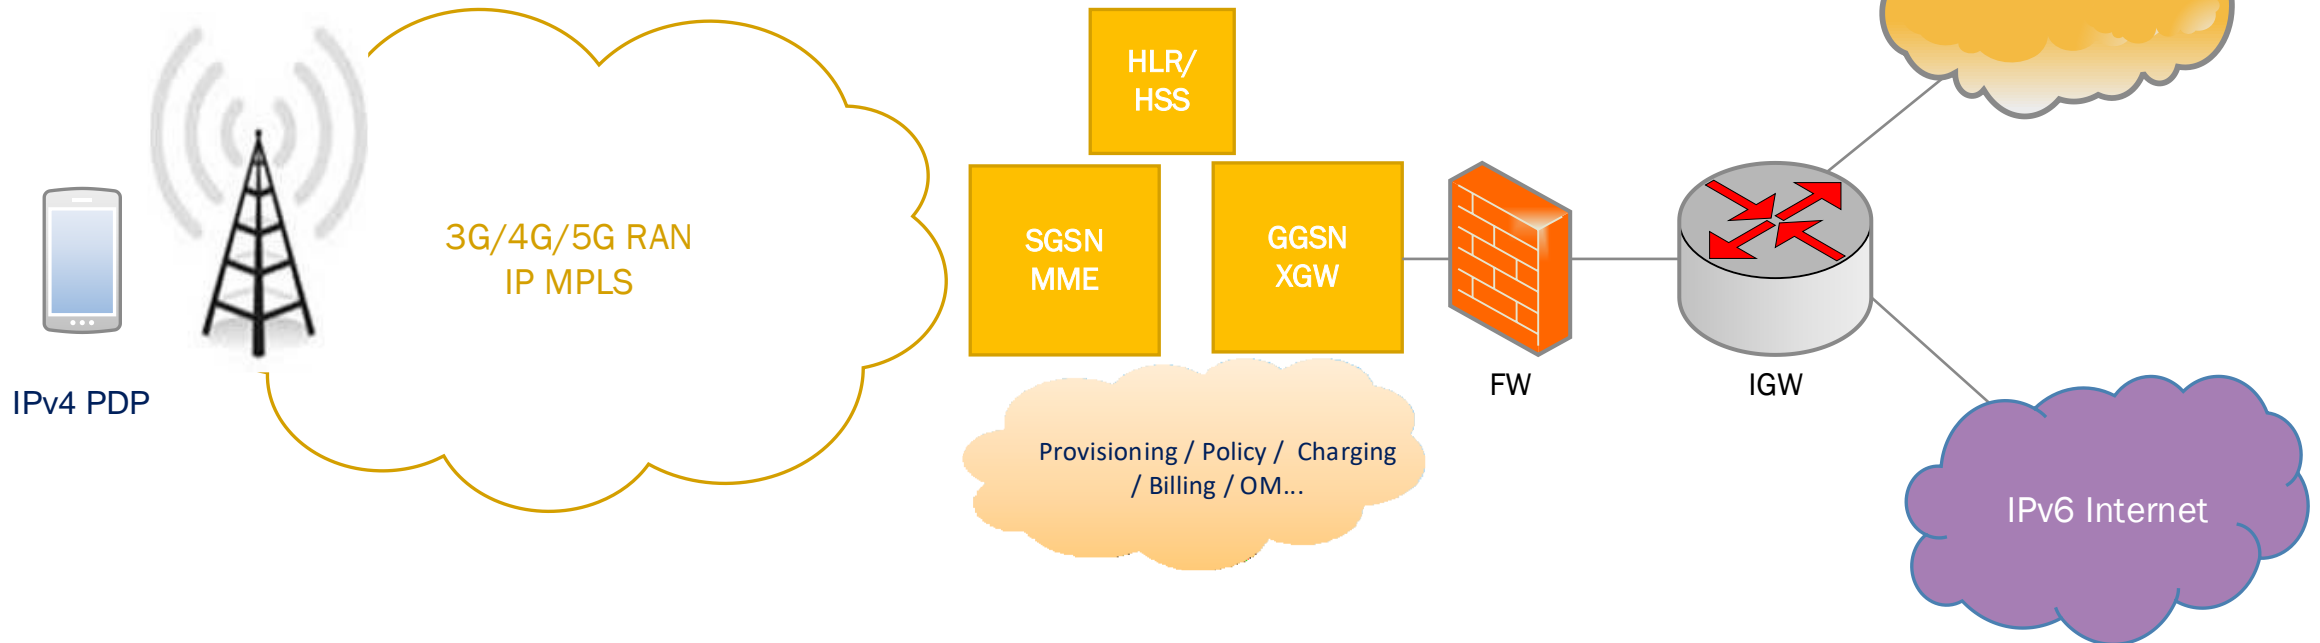 HLR/
HSS
3G/4G/5G RAN
IP MPLS
SGSN
MME
GGSN
XGW
IPv4 PDP
FW
IGW
Provisioning / Policy / Charging
/ Billing / OM...
IPv6 Internet